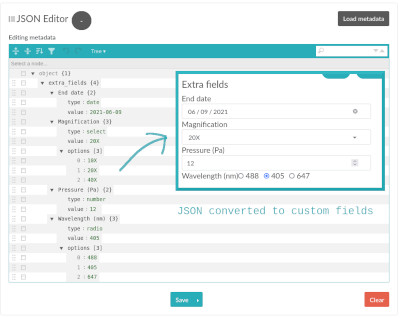 JSON Editor
-
Load metadata
Editing metadata
Tree ▾
Select a node...
object {1}
extra_fields {4}
End date {2}
type : date
value : 2021-06-09
Magnification {3}
type : select
value : 20X
options {3}
0 : 10X
1 : 20X
2 : 40X
Pressure (Pa) {2}
type : number
value : 12
Wavelength (nm) {3}
type : radio
value : 405
options {3}
0 : 488
1 : 405
2 : 647
Extra fields
End date
06 / 09 / 2021
Magnification
20X
Pressure (Pa)
12
Wavelength (nm) 488 405 647
JSON converted to custom fields
Save
Clear